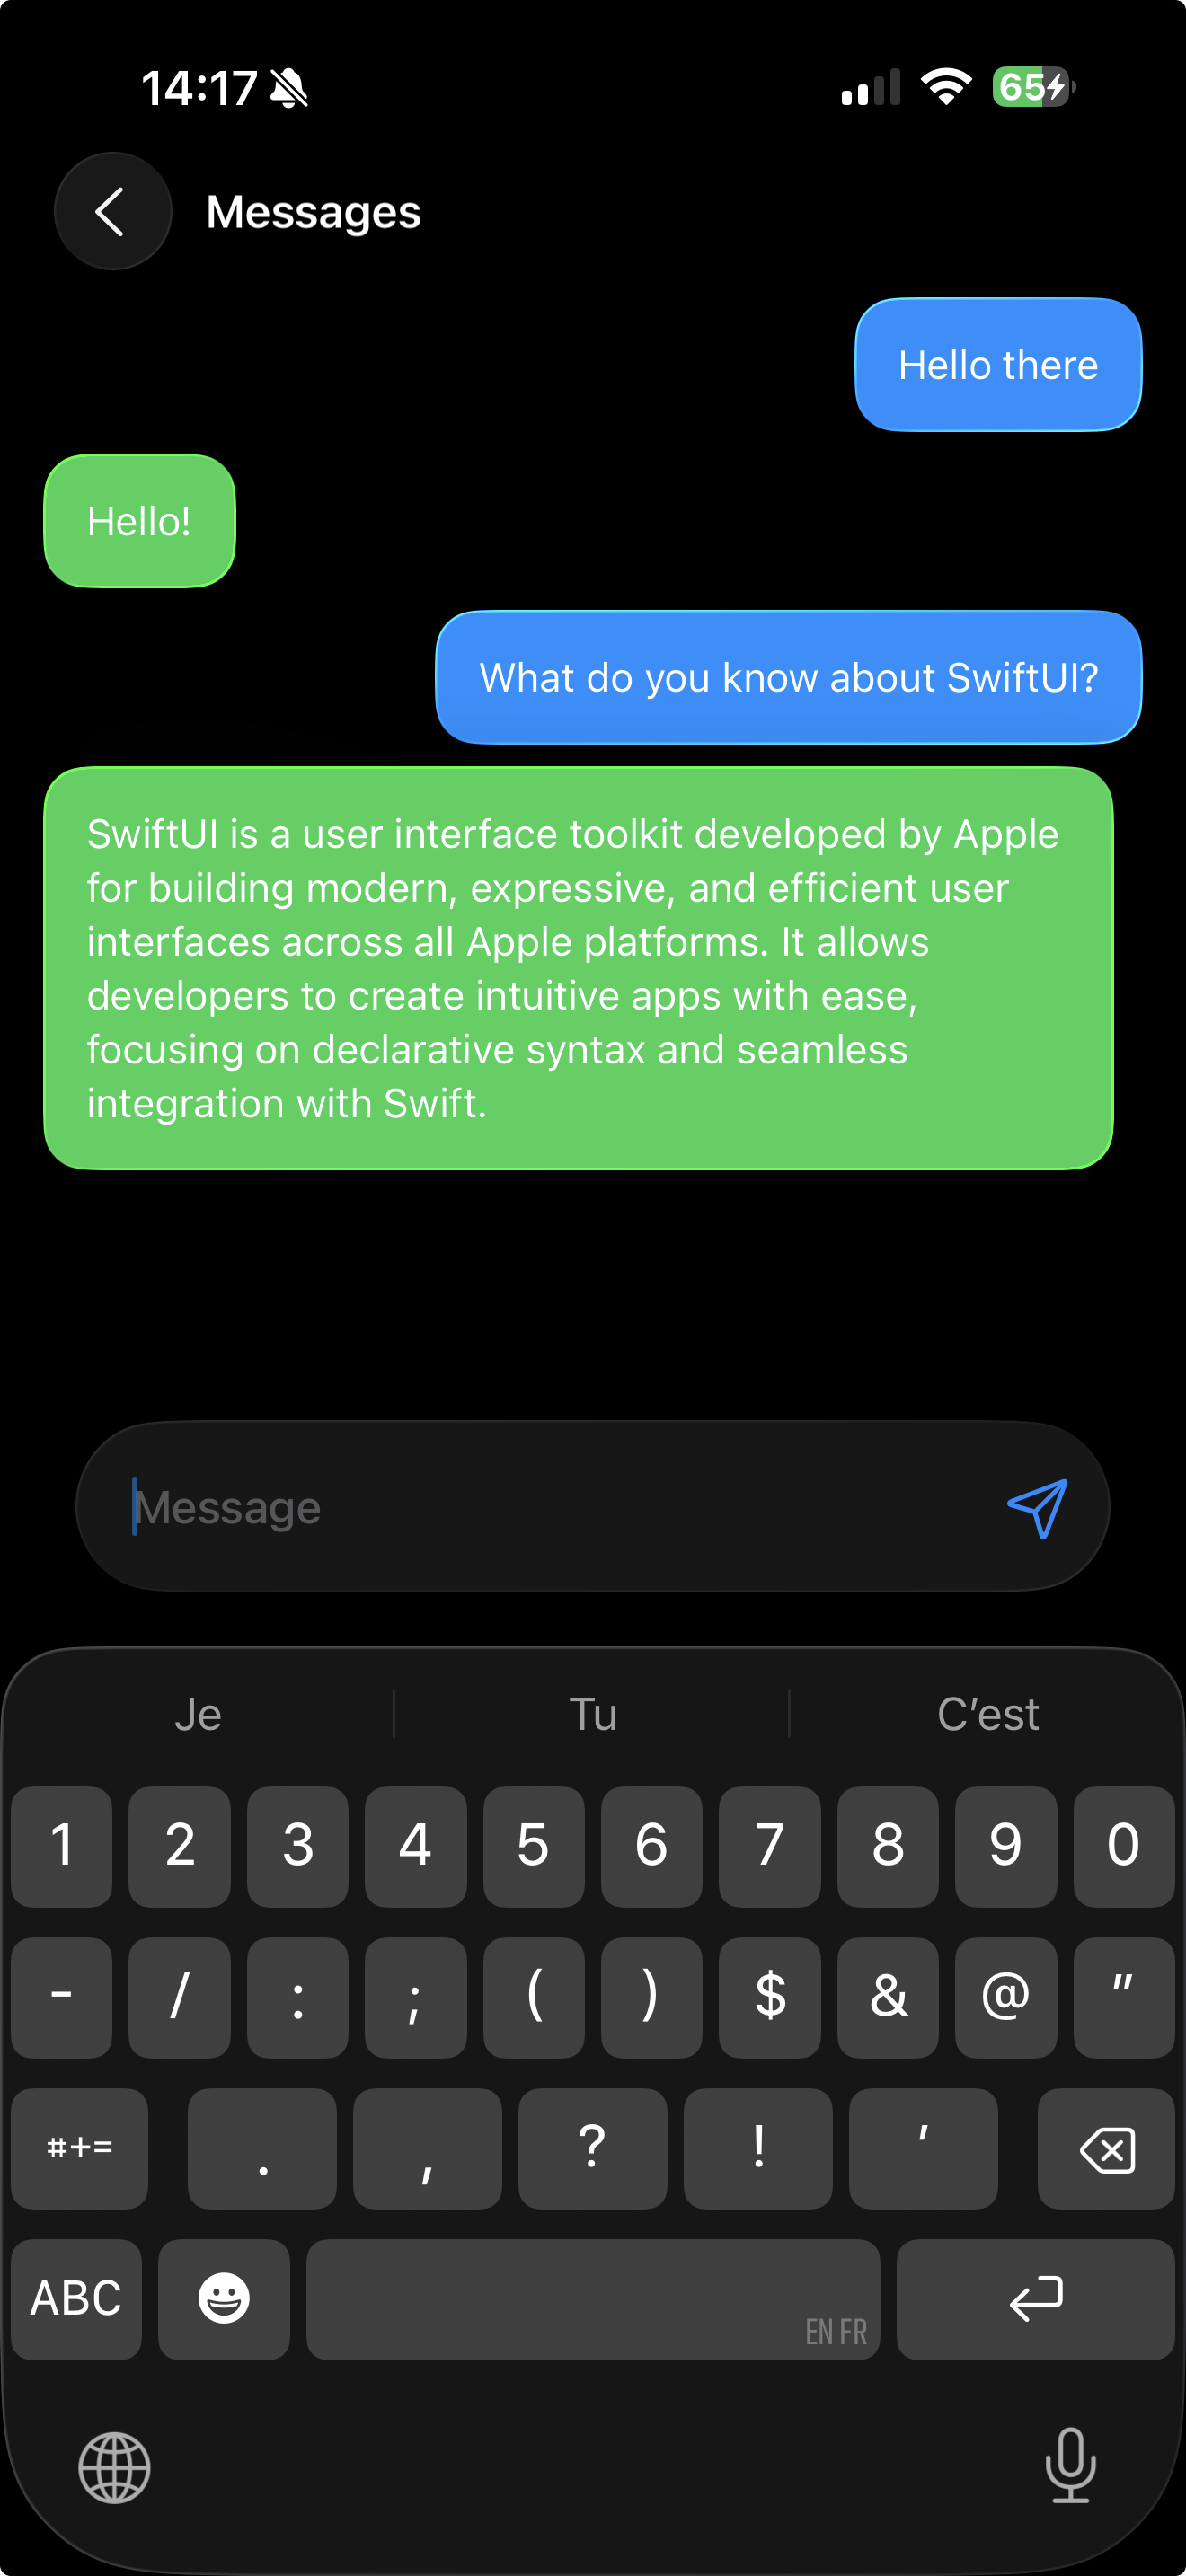 14:17
65
Messages
Hello there
Hello!
What do you know about SwiftUI?
SwiftUI is a user interface toolkit developed by Apple
for building modern, expressive, and efficient user
interfaces across all Apple platforms. It allows
developers to create intuitive apps with ease,
focusing on declarative syntax and seamless
integration with Swift.
Message
Je Tu C’est
1 2 3 4 5 6 7 8 9 0
- / : ; ( ) $ & @ "
#+= . , ? ! ’
ABC EN FR